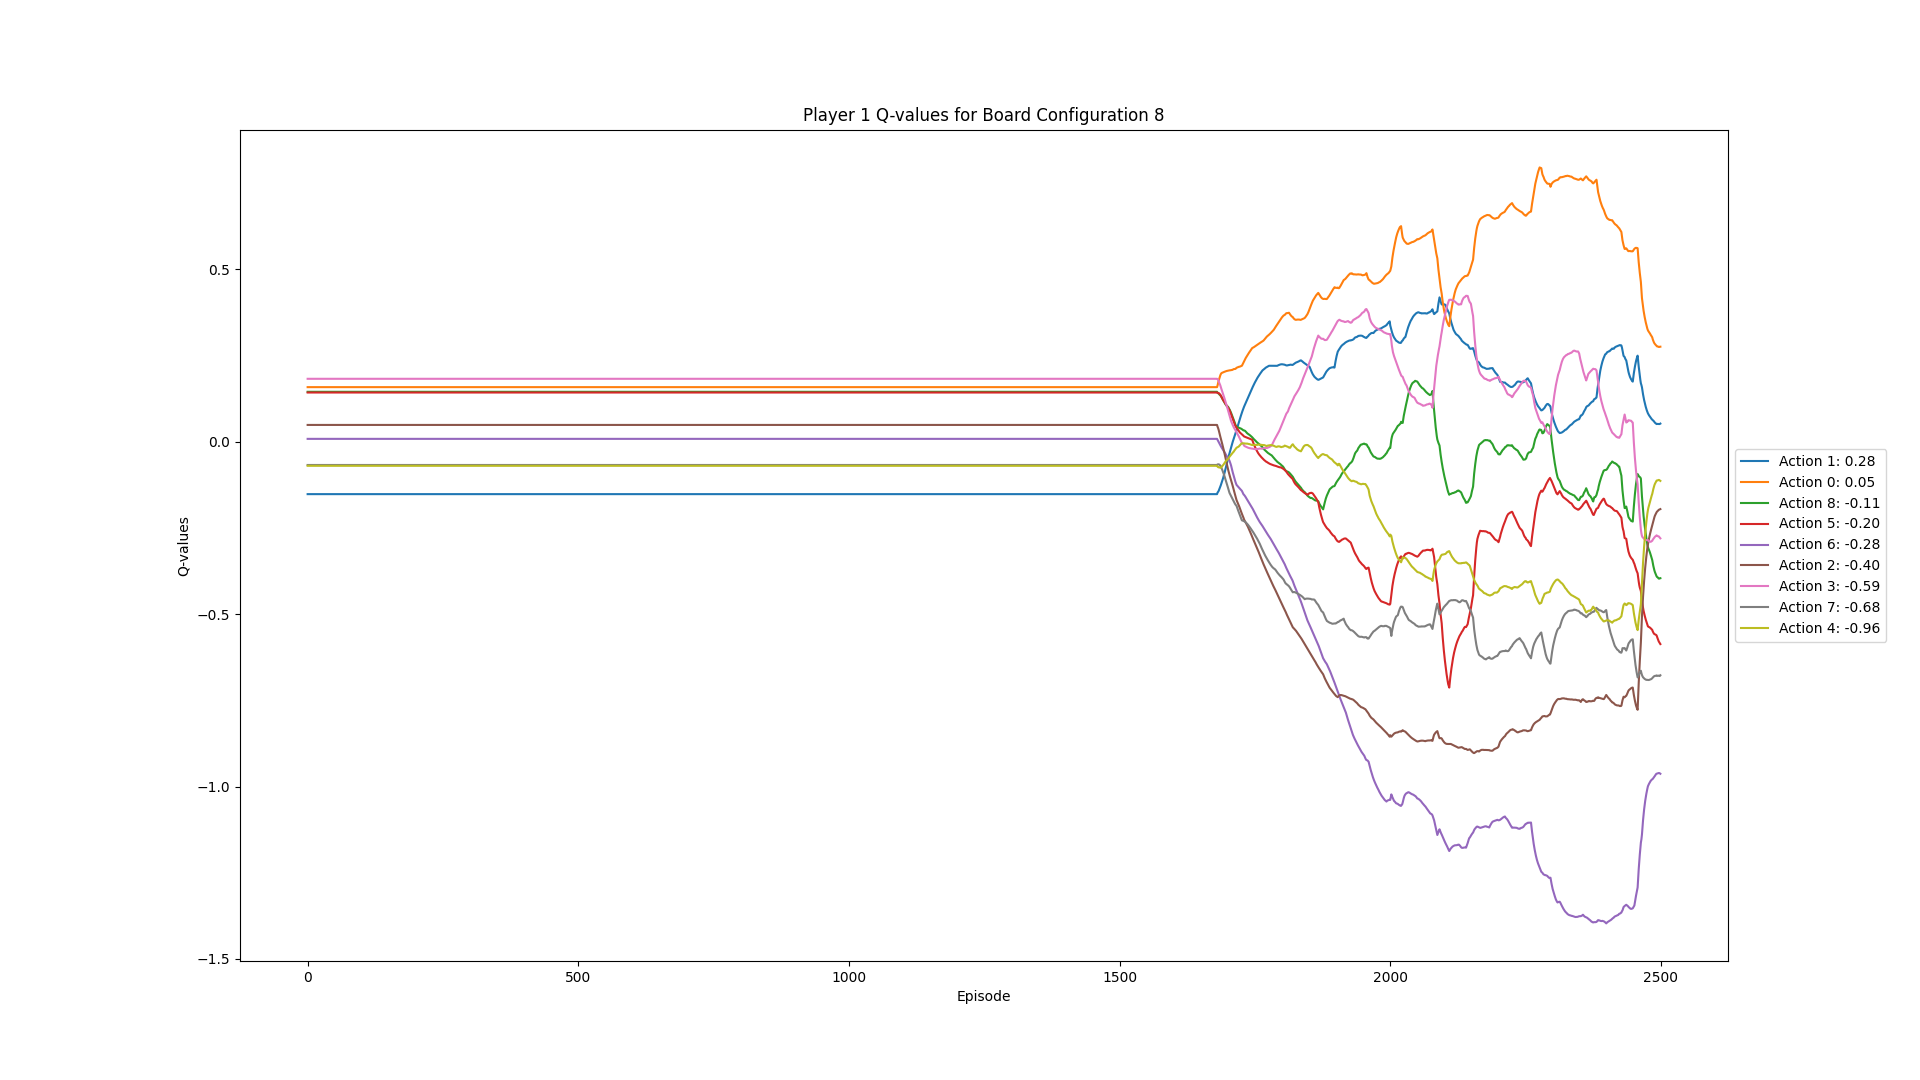 Player 1 Q-values for Board Configuration 8
0.5
0.0
−0.5
−1.0
−1.5
Q-values
0
500
1000
1500
2000
2500
Episode
Action 1: 0.28
Action 0: 0.05
Action 8: -0.11
Action 5: -0.20
Action 6: -0.28
Action 2: -0.40
Action 3: -0.59
Action 7: -0.68
Action 4: -0.96